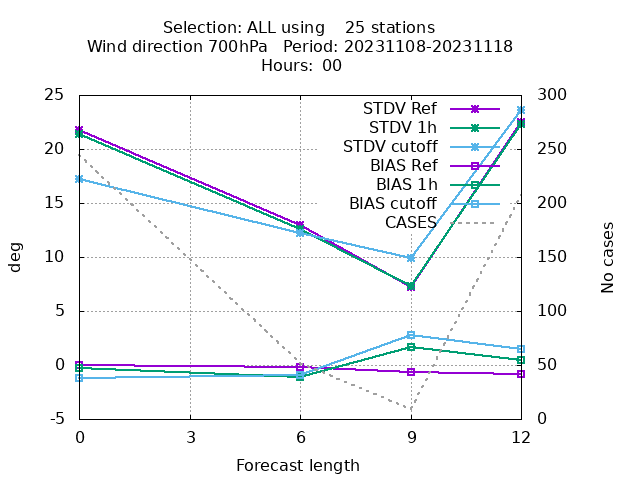 Selection: ALL using    25 stations
Wind direction 700hPa   Period: 20231108-20231118
Hours: 00
25
20
15
10
5
0
-5
deg
300
250
200
150
100
50
0
No cases
STDV Ref
STDV 1h
STDV cutoff
BIAS Ref
BIAS 1h
BIAS cutoff
CASES
0 3 6 9 12
Forecast length